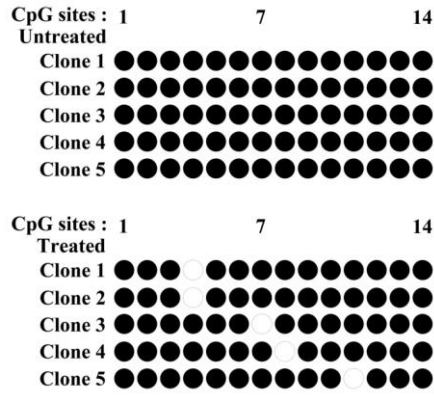 CpG sites : 1 7 14
Untreated
Clone 1
Clone 2
Clone 3
Clone 4
Clone 5
CpG sites : 1 7 14
Treated
Clone 1
Clone 2
Clone 3
Clone 4
Clone 5